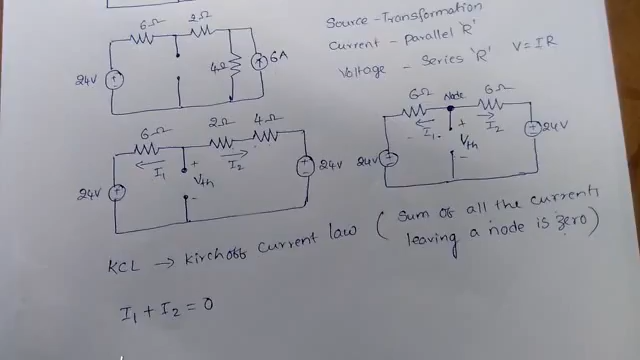 Source - Transformation
Current - Parallel 'R'
Voltage - Series 'R' V = IR
6Ω 2Ω
24V 4Ω 6A
6Ω 2Ω 4Ω
I₁ + I₂
24V Vth 24V
-
6Ω Node 6Ω
I₁ + I₂
24V Vth 24V
-
KCL → Kirchoff Current law (Sum of all the currents
leaving a node is zero)
I₁ + I₂ = 0